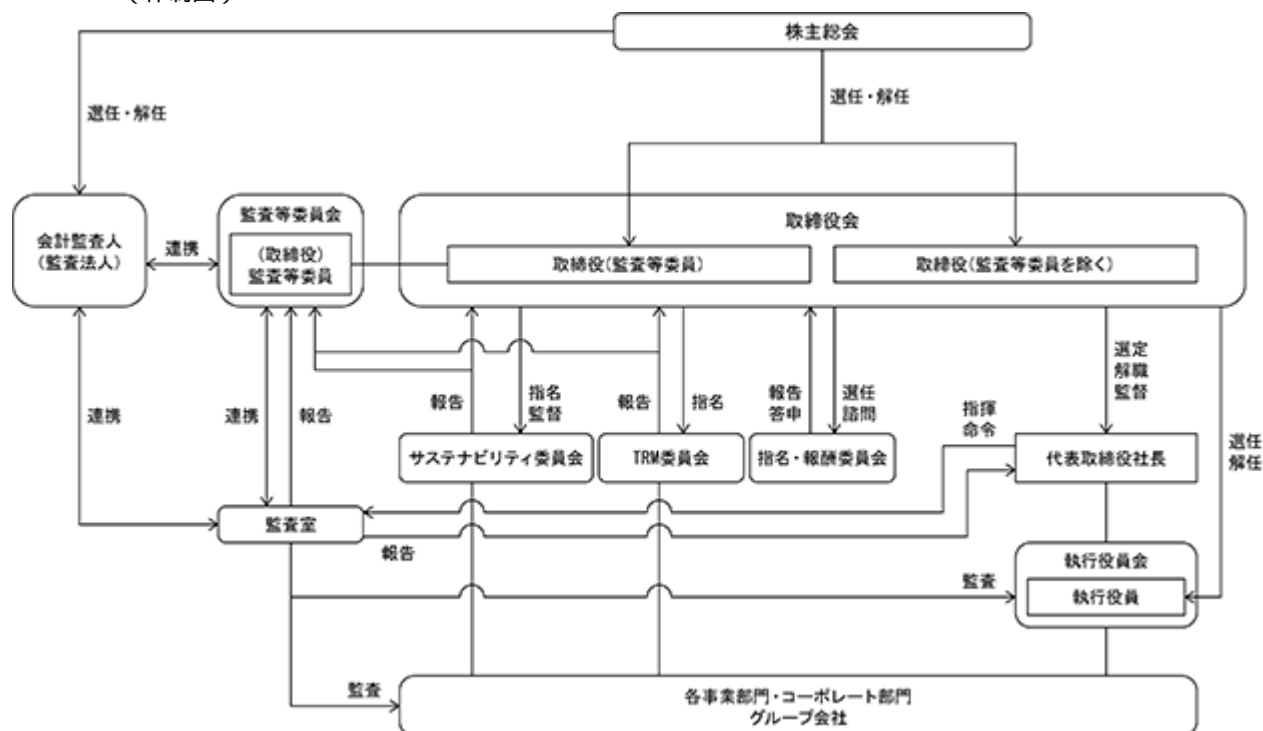 (体制図)
株主総会
選任・解任
選任・解任
会計監査人
(監査法人)
連携
監査等委員会
(取締役)
監査等委員
取締役会
取締役(監査等委員)
取締役(監査等委員を除く)
連携
連携
報告
報告
指名
監督
報告
指名
報告
答申
選任
諮問
指揮
命令
選定
解職
監督
選任
解任
サステナビリティ委員会
TRM委員会
指名・報酬委員会
代表取締役社長
監査室
報告
執行役員会
執行役員
監査
監査
各事業部門・コーポレート部門
グループ会社